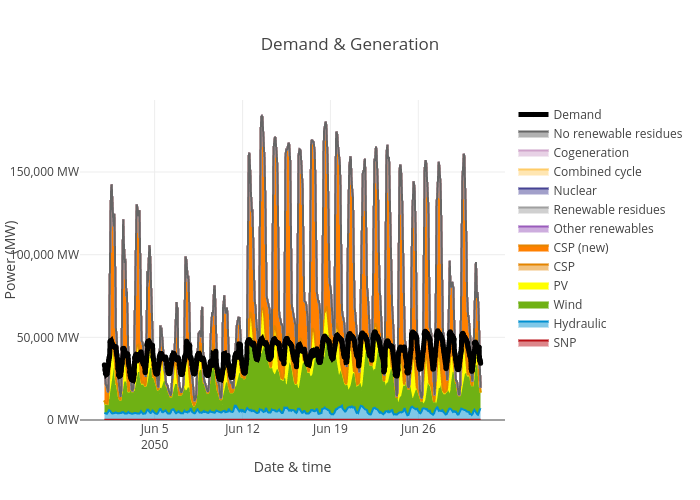 Demand & Generation
Power (MW)
150,000 MW
100,000 MW
50,000 MW
0 MW
Jun 5
2050
Jun 12
Jun 19
Jun 26
Date & time
Demand
No renewable residues
Cogeneration
Combined cycle
Nuclear
Renewable residues
Other renewables
CSP (new)
CSP
PV
Wind
Hydraulic
SNP